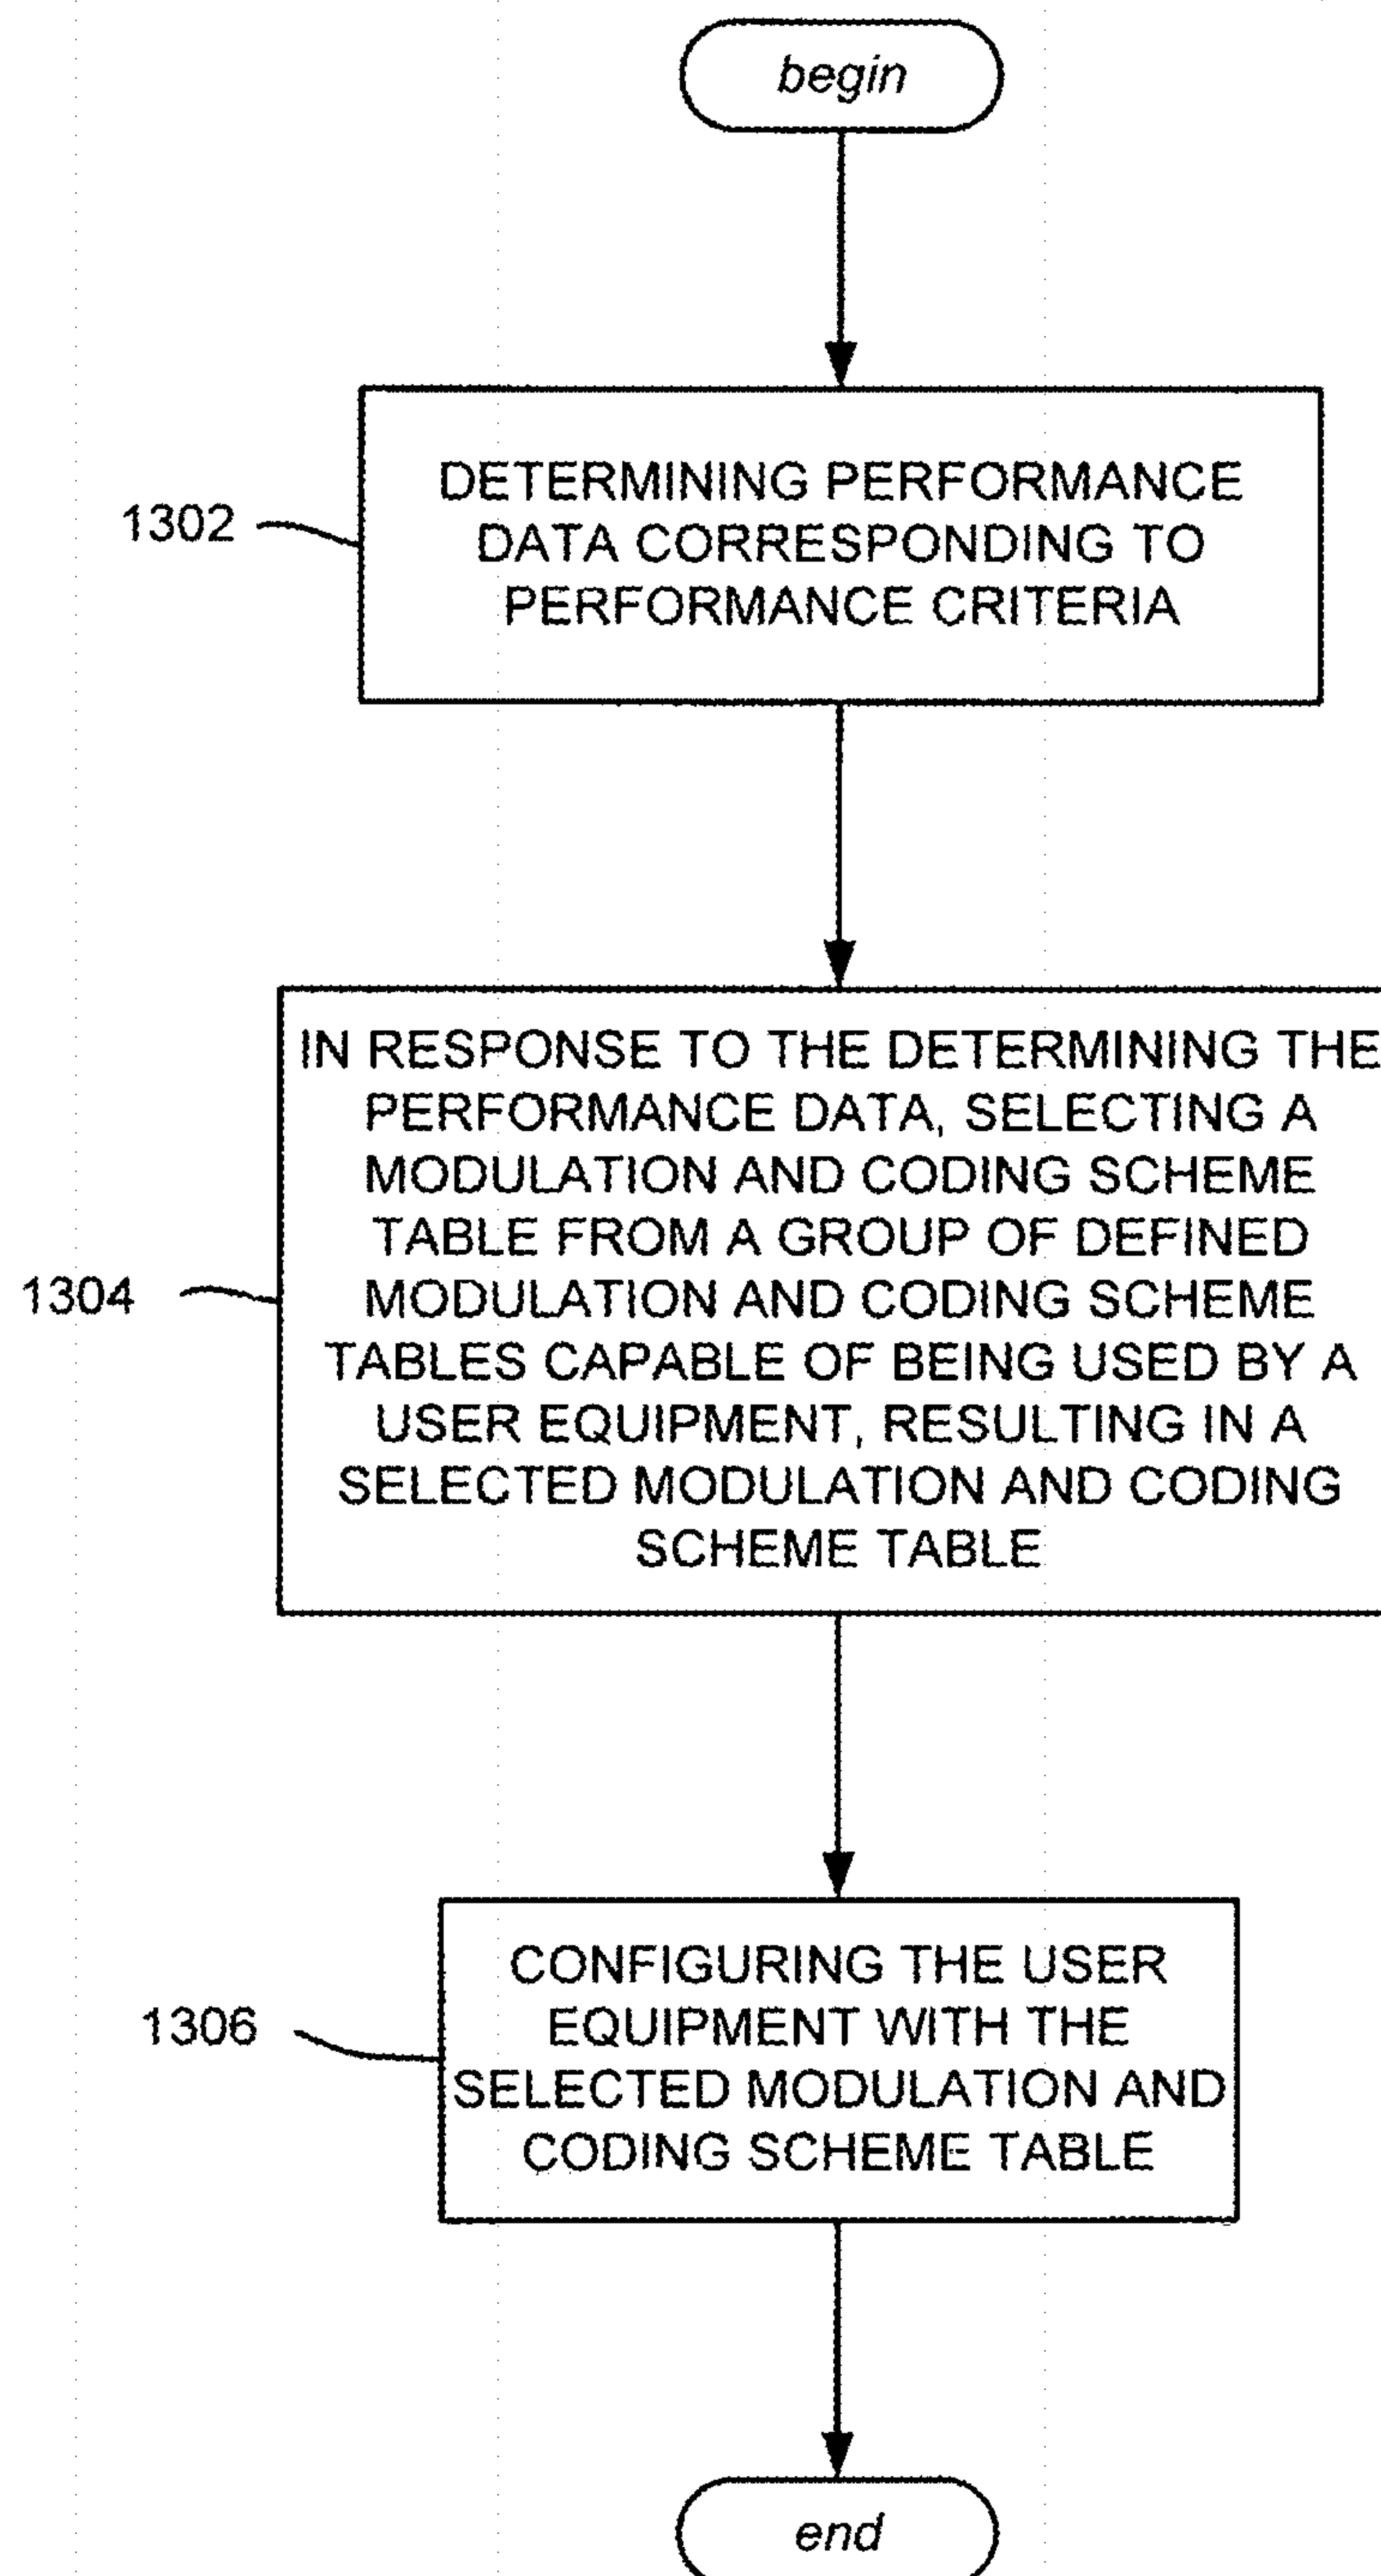 begin
1302
DETERMINING PERFORMANCE
DATA CORRESPONDING TO
PERFORMANCE CRITERIA
1304
IN RESPONSE TO THE DETERMINING THE
PERFORMANCE DATA, SELECTING A
MODULATION AND CODING SCHEME
TABLE FROM A GROUP OF DEFINED
MODULATION AND CODING SCHEME
TABLES CAPABLE OF BEING USED BY A
USER EQUIPMENT, RESULTING IN A
SELECTED MODULATION AND CODING
SCHEME TABLE
1306
CONFIGURING THE USER
EQUIPMENT WITH THE
SELECTED MODULATION AND
CODING SCHEME TABLE
end